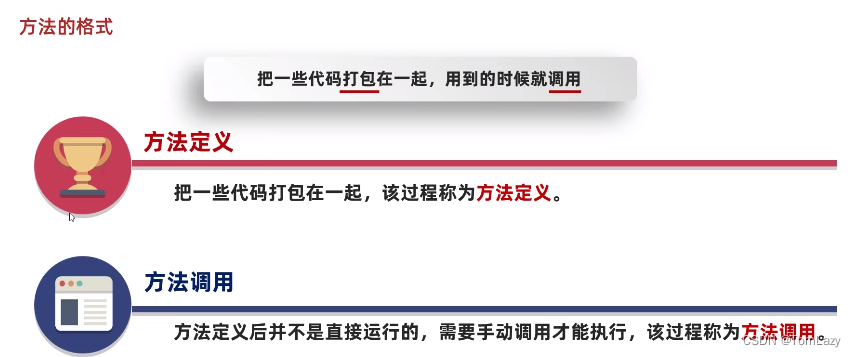 方法的格式
把一些代码打包在一起，用到的时候就调用
方法定义
把一些代码打包在一起，该过程称为方法定义。
方法调用
方法定义后并不是直接运行的，需要手动调用才能执行，该过程称为方法调用。
CSDN @TomLazy